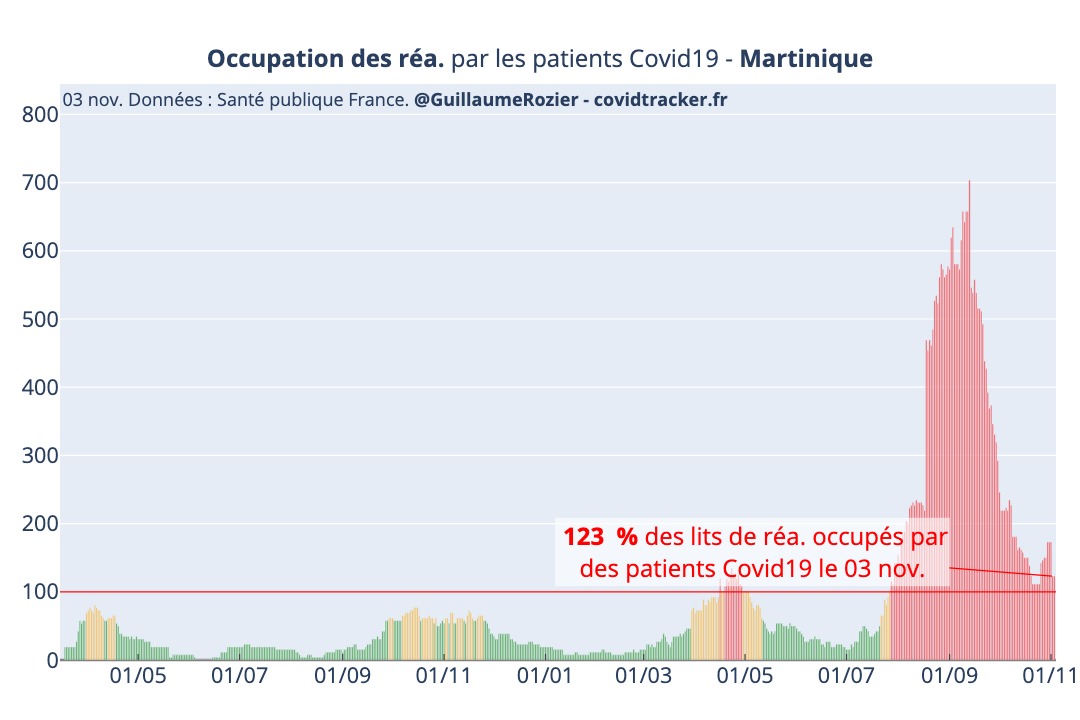 Occupation des réa. par les patients Covid19 - Martinique
03 nov. Données : Santé publique France. @GuillaumeRozier - covidtracker.fr
800
700
600
500
400
300
200
100
0
123 % des lits de réa. occupés par
des patients Covid19 le 03 nov.
01/05 01/07 01/09 01/11 01/01 01/03 01/05 01/07 01/09 01/11